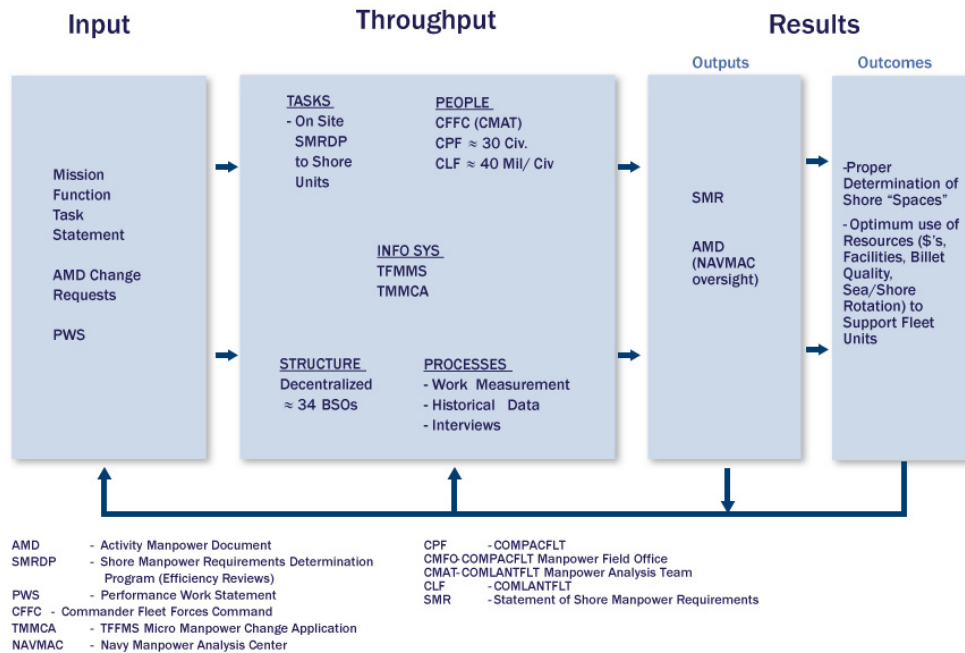 Input
Throughput
Results
Outputs
Outcomes
Mission
Function
Task
Statement
AMD Change
Requests
PWS
TASKS
- On Site
SMRDP
to Shore
Units
PEOPLE
CFFC (CMAT)
CPF ≈ 30 Civ.
CLF ≈ 40 Mil/ Civ
INFO SYS
TFMMS
TMMCA
STRUCTURE
Decentralized
≈ 34 BSOs
PROCESSES
- Work Measurement
- Historical Data
- Interviews
SMR
AMD
(NAVMAC
oversight)
-Proper
Determination of
Shore “Spaces”
- Optimum use of
Resources ($'s,
Facilities, Billet
Quality,
Sea/Shore
Rotation) to
Support Fleet
Units
AMD - Activity Manpower Document
SMRDP - Shore Manpower Requirements Determination
Program (Efficiency Reviews)
PWS - Performance Work Statement
CFFC - Commander Fleet Forces Command
TMMCA - TFFMS Micro Manpower Change Application
NAVMAC - Navy Manpower Analysis Center
CPF - COMPACFLT
CMFO-COMPACFLT Manpower Field Office
CMAT-COMLANTFLT Manpower Analysis Team
CLF - COMLANTFLT
SMR - Statement of Shore Manpower Requirements